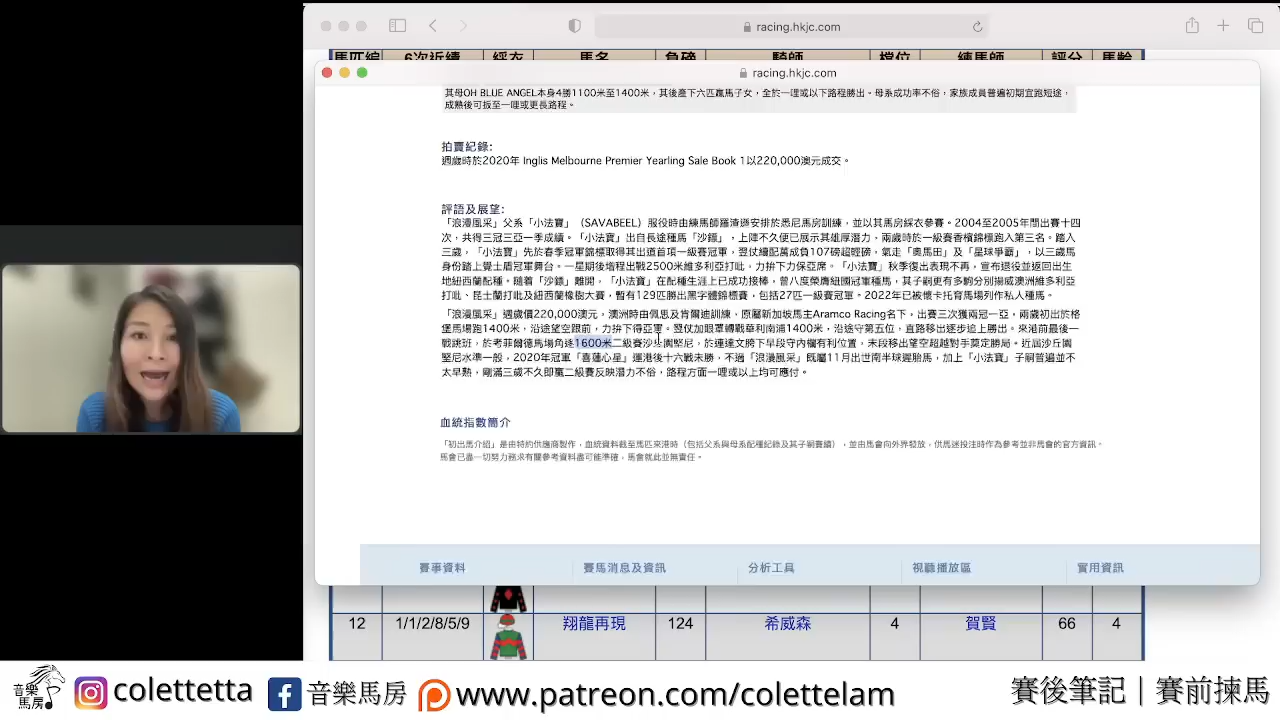 racing.hkjc.com
馬匹編 6次近績 綵衣 馬名 負磅 騎師 檔位 練馬師 評分 馬齡
racing.hkjc.com
其母OH BLUE ANGEL本身4勝1100米至1400米，其後產下六匹贏馬子女，全於一哩或以下路程勝出。母系成功率不俗，家族成員普遍初期宜跑短途，
成熟後可扳至一哩或更長路程。
拍賣紀錄:
週歲時於2020年 Inglis Melbourne Premier Yearling Sale Book 1以220,000澳元成交。
評語及展望:
「浪漫風采」父系「小法寶」（SAVABEEL）服役時由練馬師羅渣遜安排於悉尼馬房訓練，並以其馬房綵衣參賽。2004至2005年間出賽十四
次，共得三冠三亞一季成績。「小法寶」出自長途種馬「沙鏢」，上陣不久便已展示其雄厚潛力，兩歲時於一級賽香檳錦標跑入第三名。踏入
三歲，「小法寶」先於春季冠軍錦標取得其出道首項一級賽冠軍，翌仗續配萬成負107磅超輕磅，氣走「奧馬田」及「星球爭霸」，以三歲馬
身份踏上覺士盾冠軍舞台。一星期後增程出戰2500米維多利亞打吡，力拚下力保亞席。「小法寶」秋季復出表現不再，宣布退役並返回出生
地紐西蘭配種。隨着「沙鏢」離開，「小法寶」在配種生涯上已成功接棒，曾八度榮膺紐國冠軍種馬，其子嗣更有多駒分別揚威澳洲維多利亞
打吡、昆士蘭打吡及紐西蘭橡樹大賽，暫有129匹勝出黑字體錦標賽，包括27匹一級賽冠軍。2022年已被懷卡托育馬場列作私人種馬。
「浪漫風采」週歲價220,000澳元，澳洲時由佩思及肯爾迪訓練，原屬新加坡馬主Aramco Racing名下，出賽三次獲兩冠一亞，兩歲初出於格
堡馬場跑1400米，沿途望空跟前，力拚下得亞軍。翌仗加眼罩轉戰華利南浦1400米，沿途守第五位，直路移出逐步追上勝出。來港前最後一
戰跳班，於考菲爾德馬場角逐1600米二級賽沙丘園堅尼，於連達文胯下早段守內欄有利位置，末段移出望空超越對手奠定勝局。近屆沙丘園
堅尼水準一般，2020年冠軍「喜蓮心星」運港後十六戰未勝，不過「浪漫風采」既屬11月出世南半球遲胎馬，加上「小法寶」子嗣普遍並不
太早熟，剛滿三歲不久即贏二級賽反映潛力不俗，路程方面一哩或以上均可應付。
血統指數簡介
「初出馬介紹」是由特約供應商製作，血統資料截至馬匹來港時（包括父系與母系配種紀錄及其子嗣賽績），並由馬會向外界發放，供馬迷投注時作為參考並非馬會的官方資訊。
馬會已盡一切努力務求有關參考資料盡可能準確，馬會就此並無責任。
賽事資料 賽馬消息及資訊 分析工具 視聽播放區 實用資訊
12 1/1/2/8/5/9 翔龍再現 124 希威森 4 賀賢 66 4
音樂馬房 colettetta 音樂馬房 www.patreon.com/colettelam 賽後筆記｜賽前揀馬